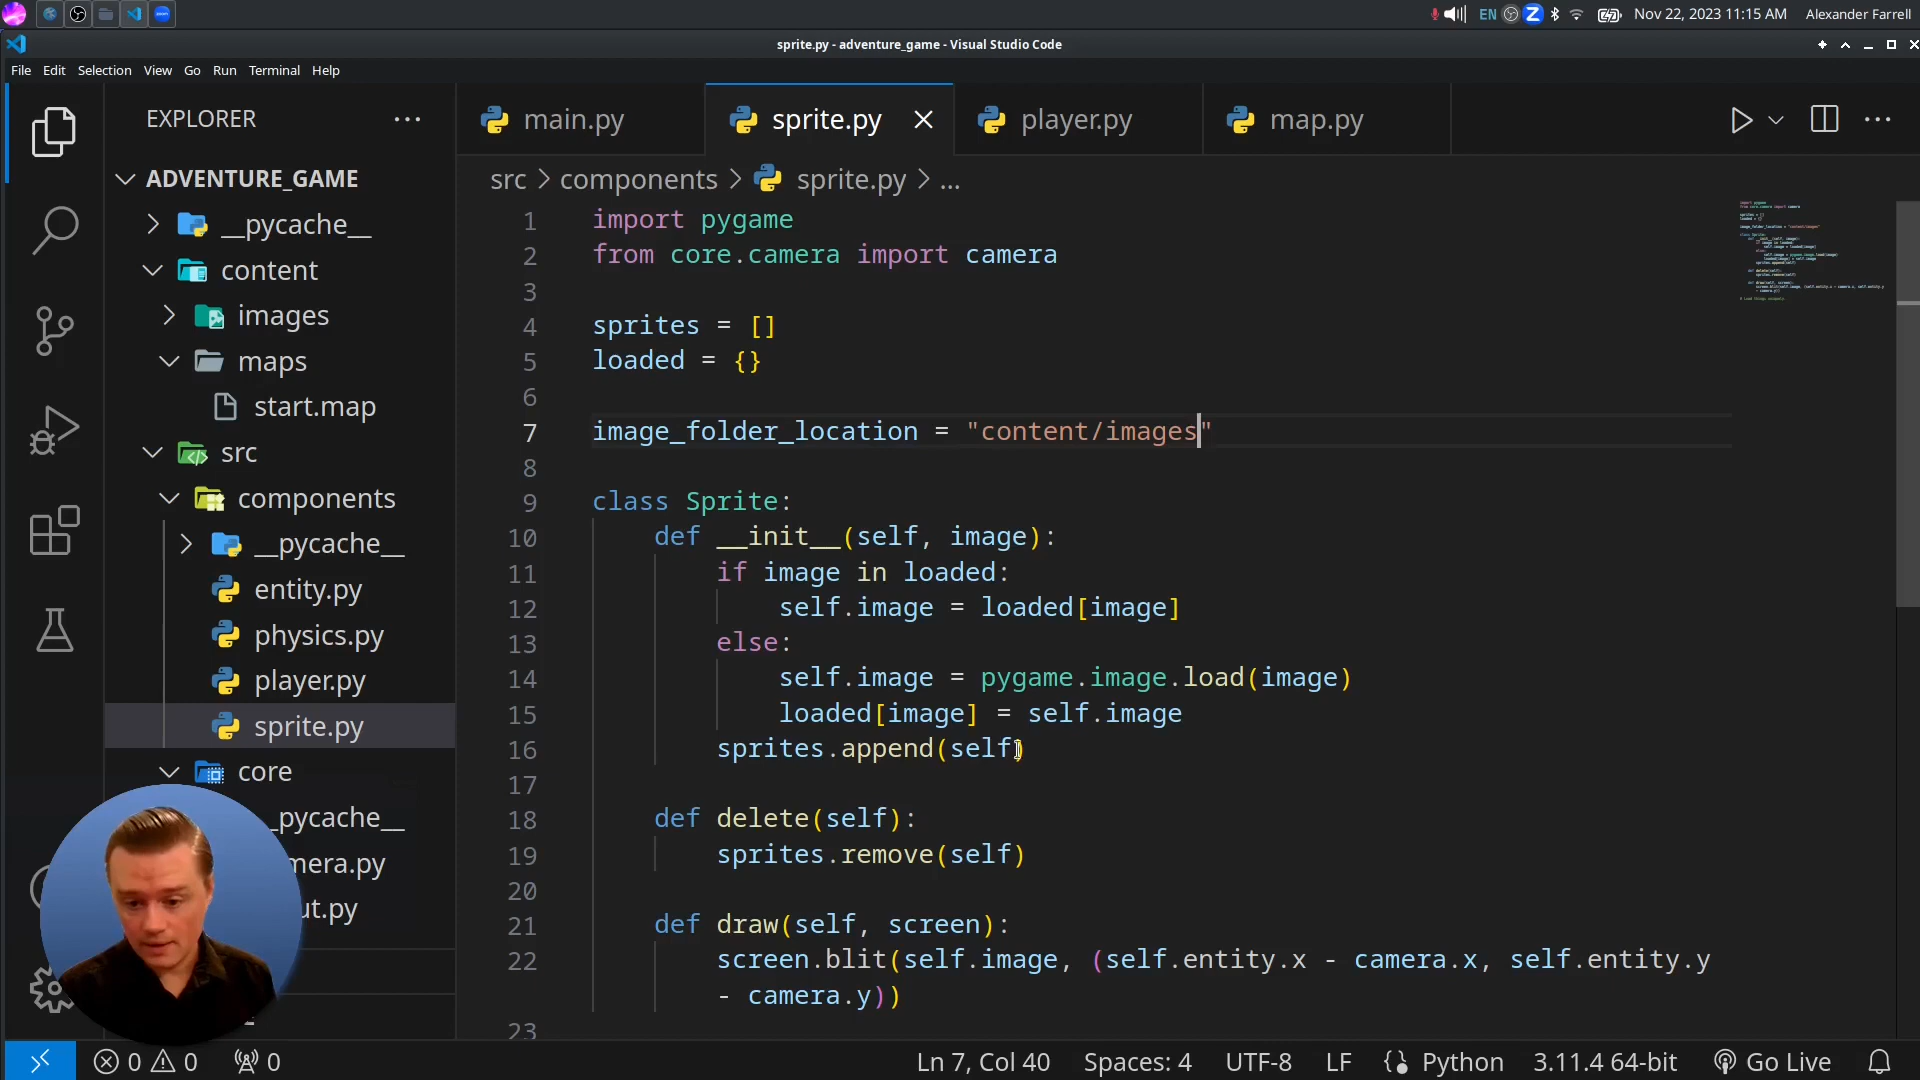 EN
Nov 22, 2023 11:15 AM
Alexander Farrell
sprite.py - adventure_game - Visual Studio Code
File Edit Selection View Go Run Terminal Help
EXPLORER
ADVENTURE_GAME
__pycache__
content
images
maps
start.map
src
components
__pycache__
entity.py
physics.py
player.py
sprite.py
core
_pycache__
mera.py
ut.py
main.py
sprite.py
player.py
map.py
src > components > sprite.py > ...
1 import pygame
2 from core.camera import camera
3
4 sprites = []
5 loaded = {}
6
7 image_folder_location = "content/images"
8
9 class Sprite:
10 def __init__(self, image):
11 if image in loaded:
12 self.image = loaded[image]
13 else:
14 self.image = pygame.image.load(image)
15 loaded[image] = self.image
16 sprites.append(self)
17
18 def delete(self):
19 sprites.remove(self)
20
21 def draw(self, screen):
22 screen.blit(self.image, (self.entity.x - camera.x, self.entity.y
- camera.y))
23
0 0 0
Ln 7, Col 40 Spaces: 4 UTF-8 LF Python 3.11.4 64-bit Go Live